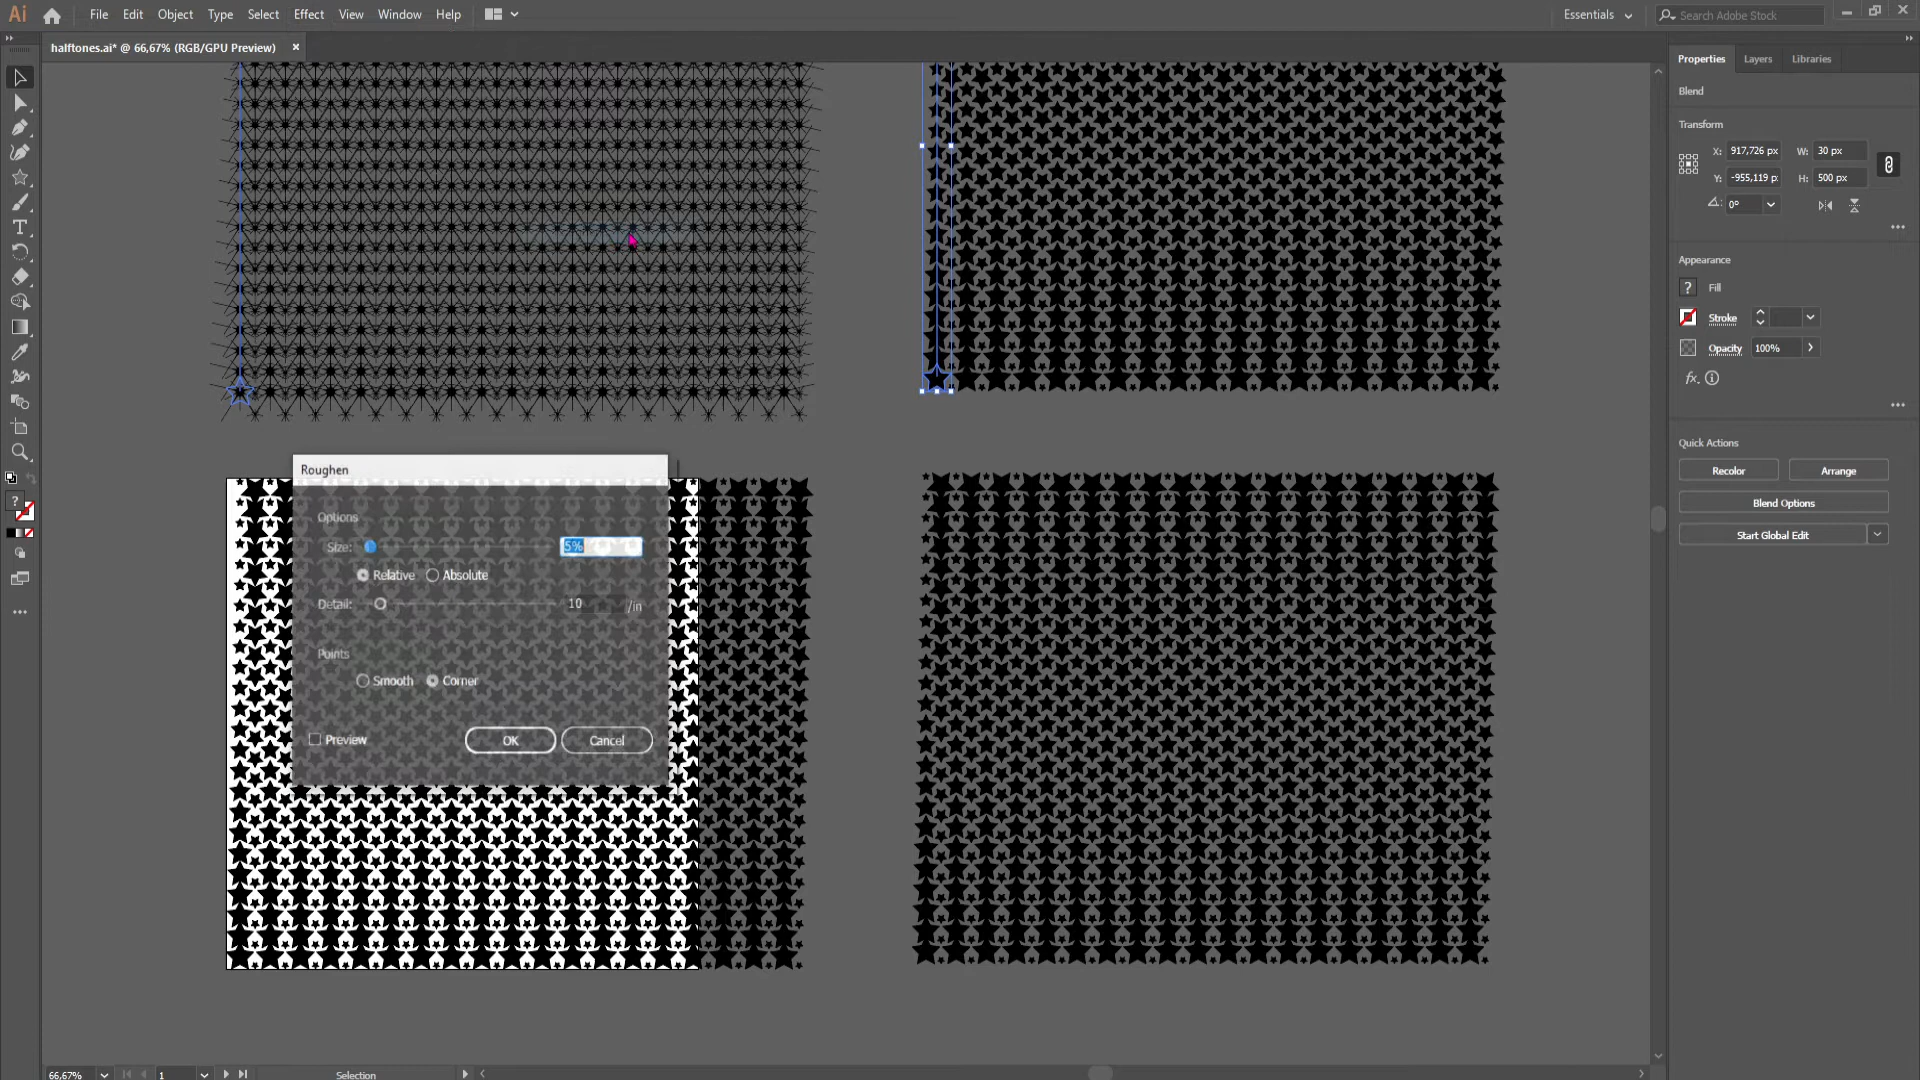 Ai File Edit Object Type Select Effect View Window Help Essentials Search Adobe Stock
halftones.ai* @ 66,67% (RGB/GPU Preview) ×
Properties Layers Libraries
Blend
Transform
X: 917,726 px W: 30 px
Y: -955,119 p H: 500 px
0°
Appearance
? Fill
Stroke
Opacity 100%
fx.
Quick Actions
Recolor Arrange
Blend Options
Start Global Edit
Roughen
Options
Size: 5%
Relative Absolute
Detail: 10 /in
Points
Smooth Corner
Preview OK Cancel
?
66,67% 1 Selection